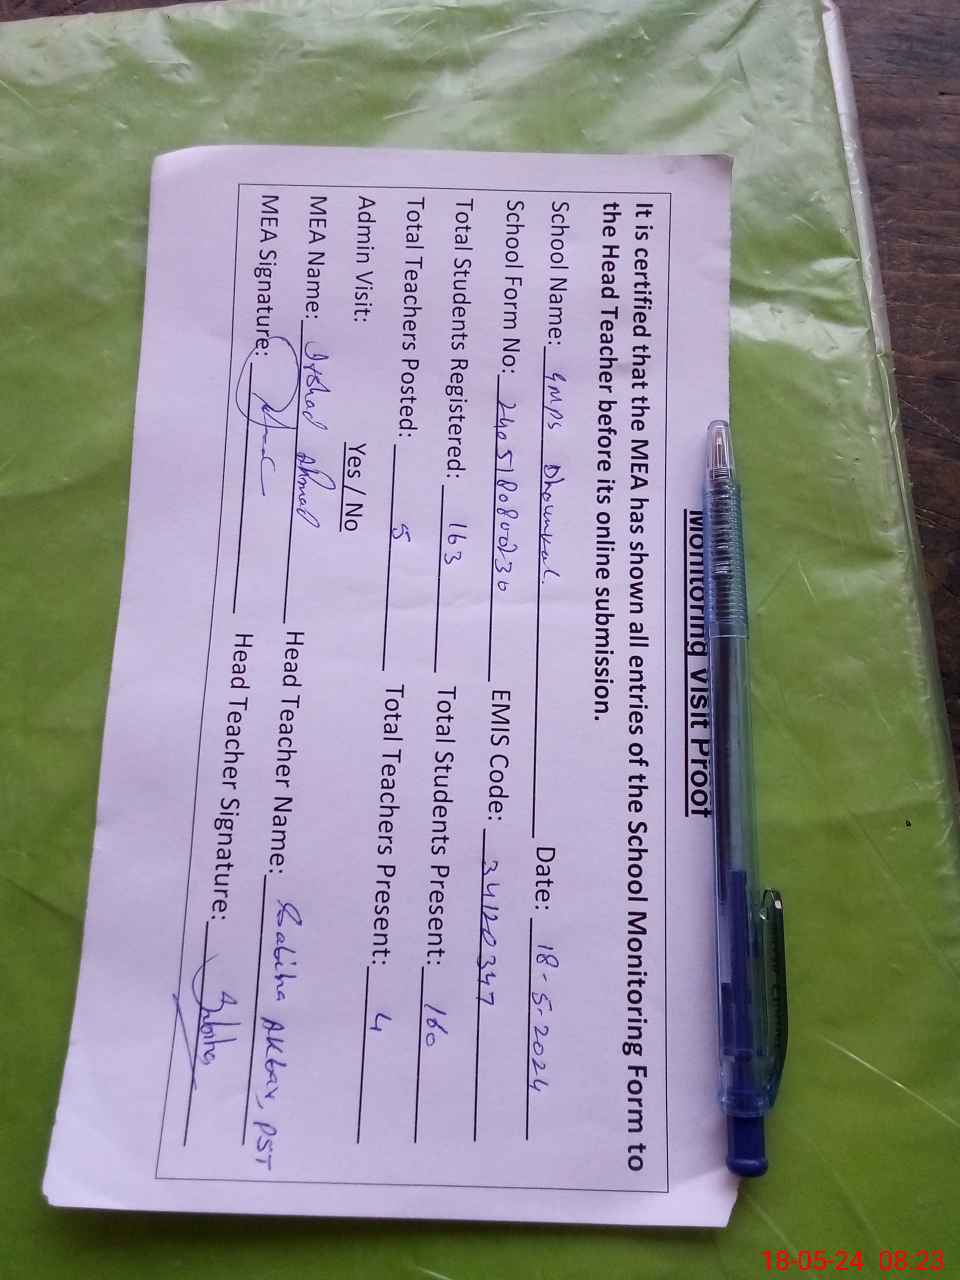 Monitoring Visit Proof
It is certified that the MEA has shown all entries of the School Monitoring Form to
the Head Teacher before its online submission.
School Name: GMPS Dhounkal. Date: 18-5-2024
School Form No: EMIS Code: 34120347
Total Students Registered: 163 Total Students Present: 160
Total Teachers Posted: 5 Total Teachers Present: 4
Admin Visit: Yes / No
MEA Name: Irshad Ahmad Head Teacher Name: Sabiha Akbar, PST
MEA Signature: Head Teacher Signature: Sabiha
18-05-24 08:23